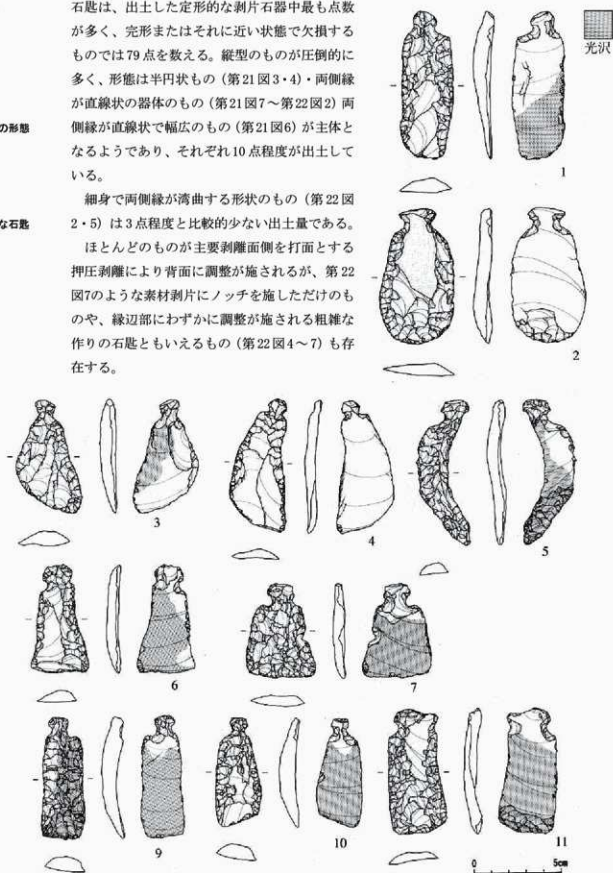 石匙は、出土した定形的な剥片石器中最も点数
が多く、完形またはそれに近い状態で欠損する
ものでは79点を数える。縦型のものが圧倒的に
多く、形態は半円状もの（第21図3・4）・両側縁
が直線状の器体のもの（第21図7～第22図2）両
の形態
側縁が直線状で幅広のもの（第21図6）が主体と
なるようであり、それぞれ10点程度が出土して
いる。
細身で両側縁が湾曲する形状のもの（第22図
な石匙
2・5）は3点程度と比較的少ない出土量である。
ほとんどのものが主要剥離面側を打面とする
押圧剥離により背面に調整が施されるが、第22
図7のような素材剥片にノッチを施しただけのも
のや、縁辺部にわずかに調整が施される粗雑な
作りの石匙ともいえるもの（第22図4～7）も存
在する。
光沢
1
2
3
4
5
6
7
9
10
11
0 5cm